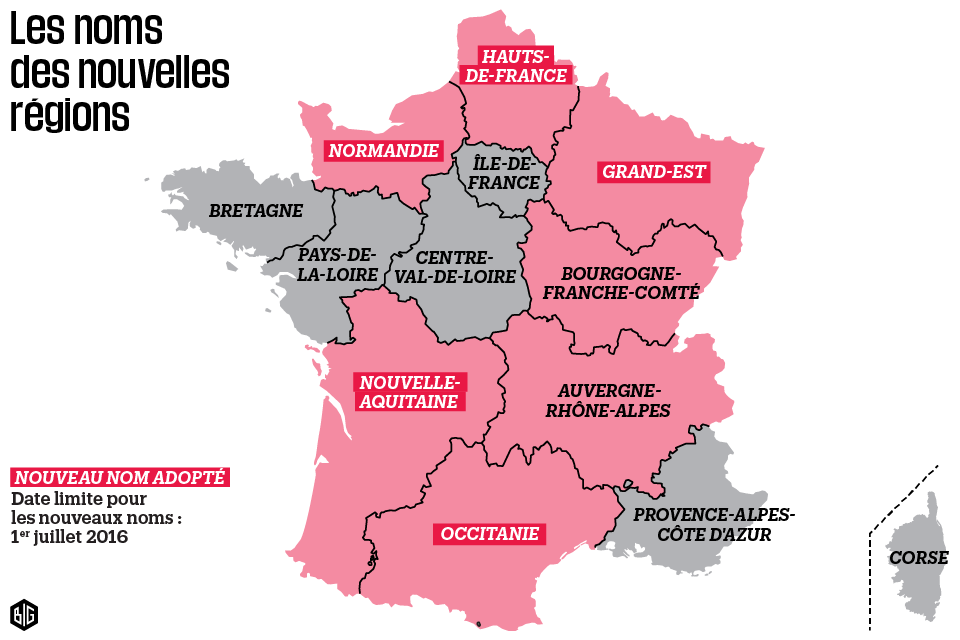 Les noms
des nouvelles
régions
HAUTS-
DE-FRANCE
NORMANDIE
ÎLE-DE-
FRANCE
GRAND-EST
BRETAGNE
PAYS-DE-
LA-LOIRE
CENTRE-
VAL-DE-LOIRE
BOURGOGNE-
FRANCHE-COMTÉ
NOUVELLE-
AQUITAINE
AUVERGNE-
RHÔNE-ALPES
NOUVEAU NOM ADOPTÉ
Date limite pour
les nouveaux noms :
1er juillet 2016
OCCITANIE
PROVENCE-ALPES-
CÔTE D'AZUR
CORSE
BIG